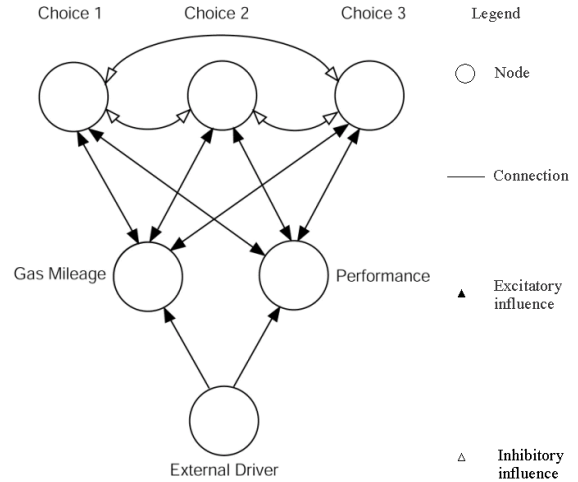 Choice 1
Choice 2
Choice 3
Legend
Node
Connection
Gas Mileage
Performance
Excitatory
influence
External Driver
Inhibitory
influence